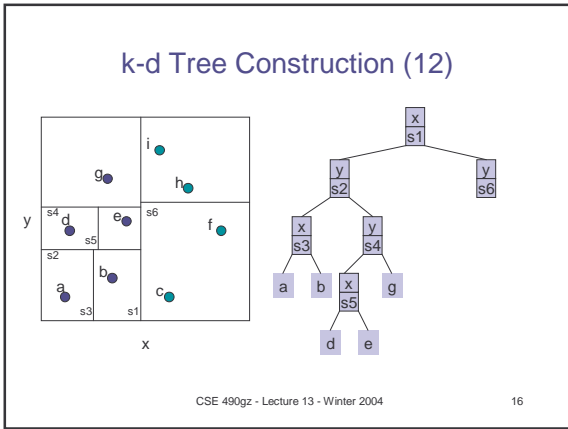 k-d Tree Construction (12)
x
s1
i
g
h
y
s2
y
s6
y
s4
d
s5
e
s6
f
x
s3
y
s4
s2
a
b
s3
s1
c
a
b
x
s5
g
d
e
x
CSE 490gz - Lecture 13 - Winter 2004
16